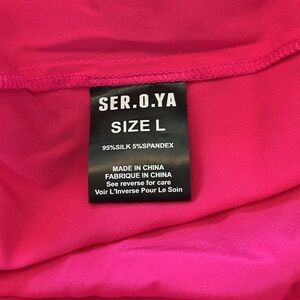 SER.O.YA
SIZE L
95%SILK 5%SPANDEX
MADE IN CHINA
FABRIQUE IN CHINA
See reverse for care
Voir L'Inverse Pour Le Soin